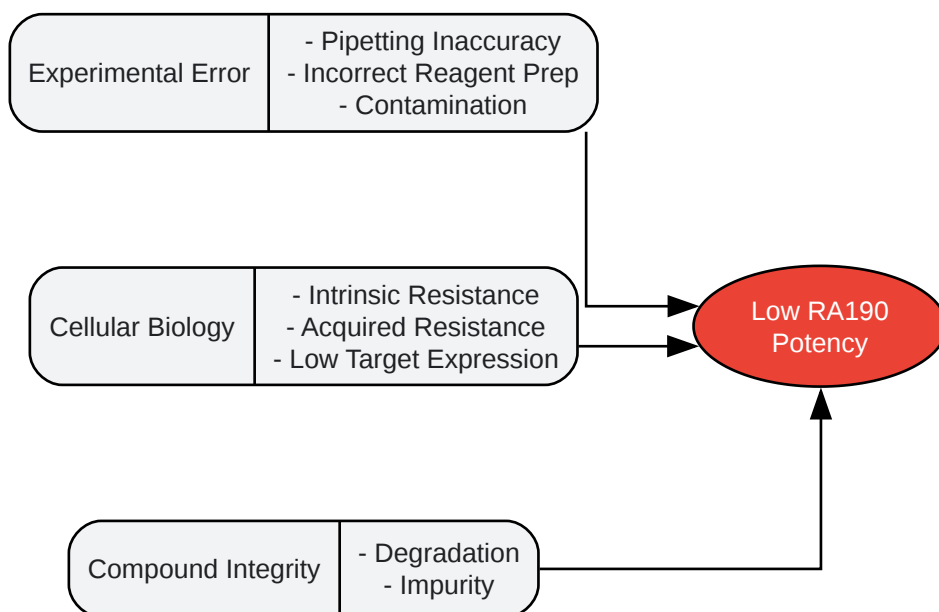 Experimental Error
- Pipetting Inaccuracy
- Incorrect Reagent Prep
- Contamination
Cellular Biology
- Intrinsic Resistance
- Acquired Resistance
- Low Target Expression
Low RA190
Potency
Compound Integrity
- Degradation
- Impurity